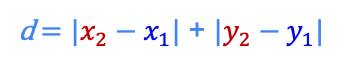 d = |x₂ − x₁| + |y₂ − y₁|